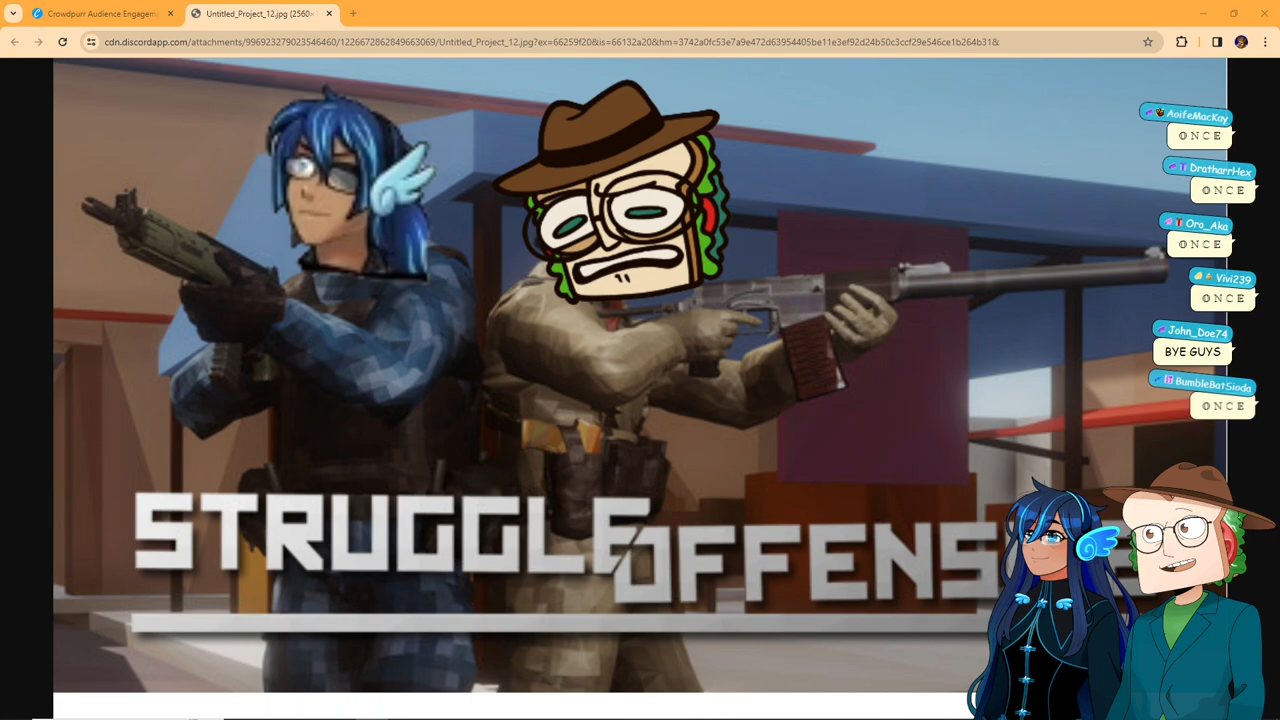 Crowdpurr Audience Engagem
Untitled_Project_12.jpg (2560×
cdn.discordapp.com/attachments/996923279023546460/1226672862849663069/Untitled_Project_12.jpg?ex=66259f20&is=66132a20&hm=3742a0fc53e7a9e472d63954405be11e3ef92d24b50c3ccf29e546ce1b264b31&
AoifeMacKay
ONCE
DratharrHex
ONCE
Oro_Aka
ONCE
Vivi239
ONCE
John_Doe74
BYE GUYS
BumbleBatSioda
ONCE
STRUGGLE
OFFENS